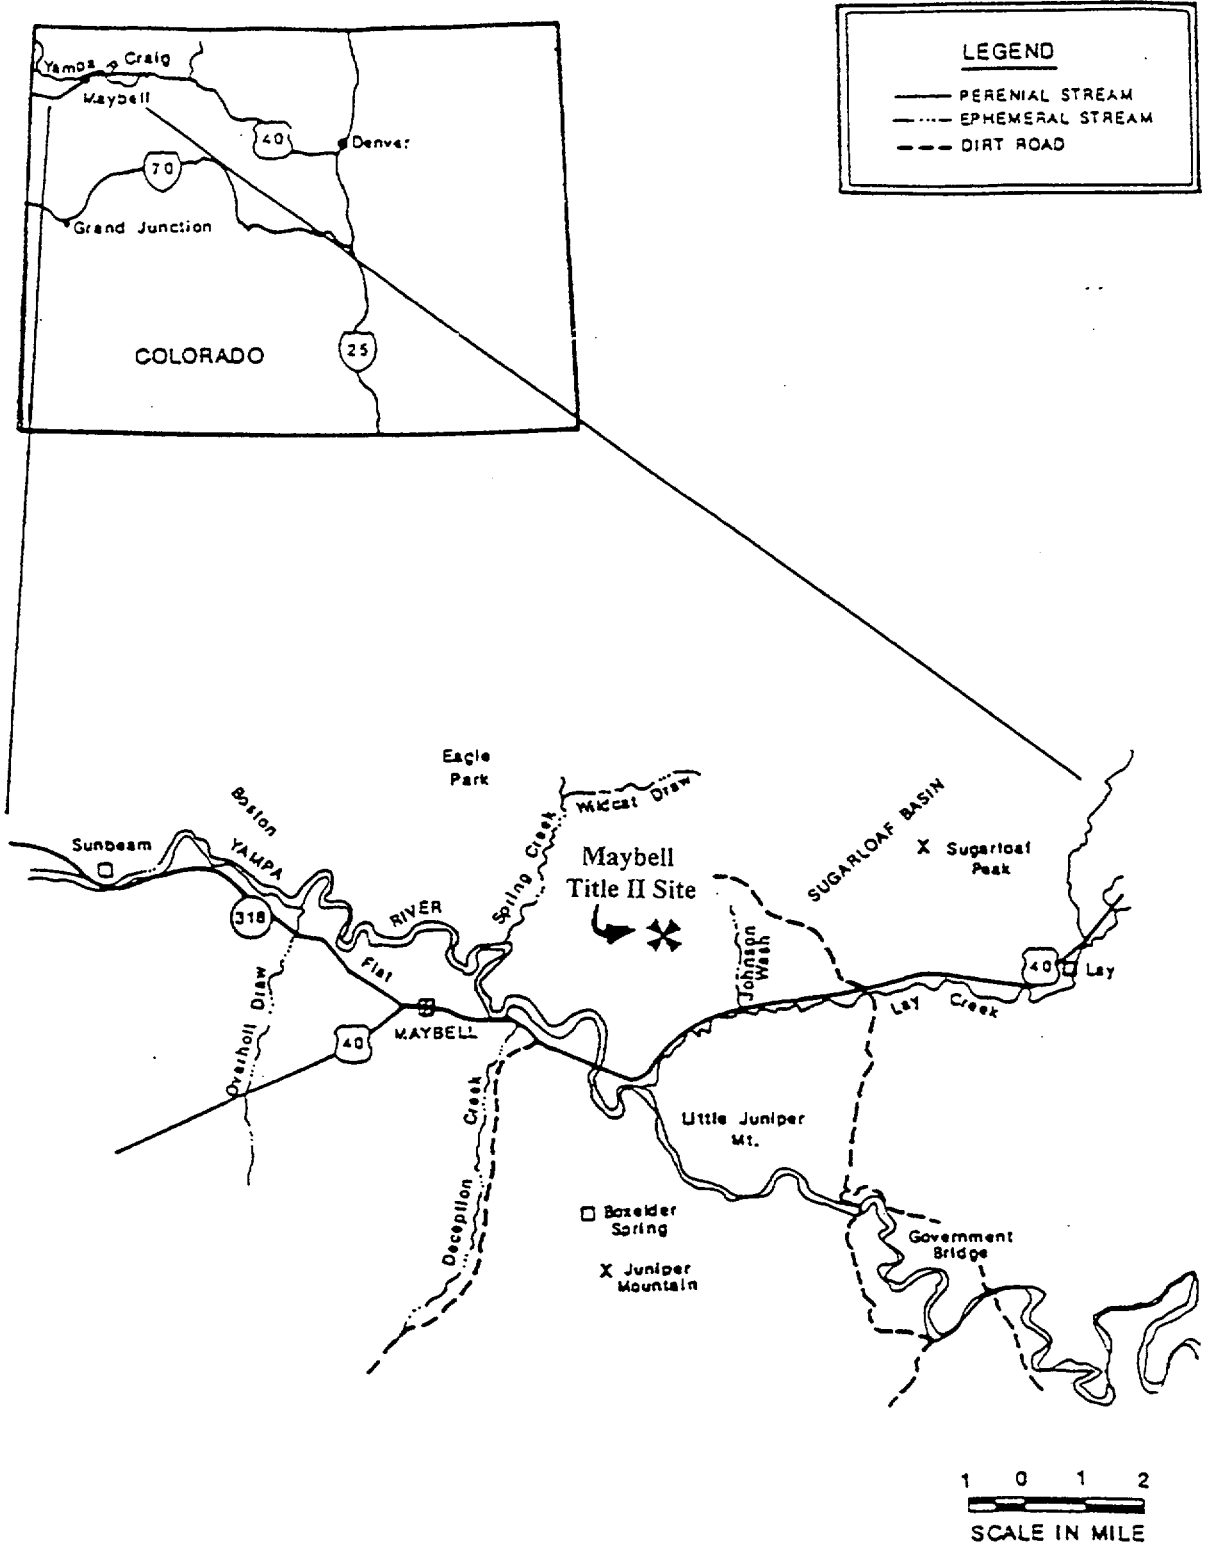 LEGEND
PERENIAL STREAM
EPHEMERAL STREAM
DIRT ROAD
Yampa
Craig
Maybell
40
Denver
70
Grand Junction
COLORADO
25
Eagle
Park
Boston
Sunbeam
YAMPA
Spring Creek
Wildcat Draw
SUGARLOAF BASIN
Sugarloaf
Peak
Maybell
Title II Site
318
RIVER
Flat
Johnson
Wash
40
Lay
Lay Creek
Overholl Draw
MAYBELL
40
Deception Creek
Little Juniper
Mt.
Boxelder
Spring
Juniper
Mountain
Government
Bridge
1 0 1 2
SCALE IN MILE